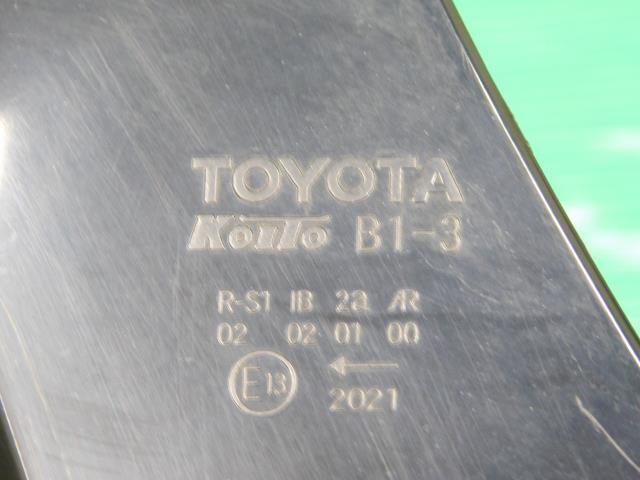 TOYOTA
KOITO B1-3
R-S1 IB 2a AR
02 02 01 00
E13 ←
2021